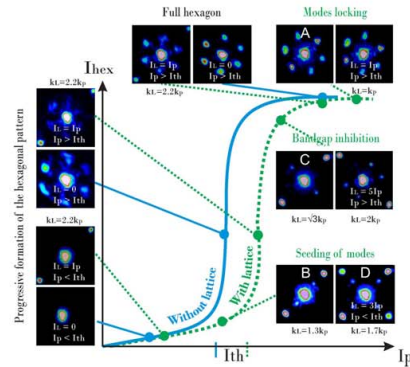 Full hexagon
Modes locking
Ihex
A
IL = Ip
Ip > Ith
IL = 0
Ip > Ith
IL = Ip
Ip > Ith
IL = Ip
Ip > Ith
kL=2.2kp
kL=kp
kL=2.2kp
IL = Ip
Ip > Ith
IL = 0
Ip > Ith
kL=2.2kp
IL = Ip
Ip < Ith
IL = 0
Ip < Ith
Progressive formation of the hexagonal pattern
Bandgap inhibition
C
IL = 5Ip
Ip > Ith
kL=√3kp
kL=2kp
Without lattice
With lattice
Seeding of modes
B
D
IL = 3Ip
Ip < Ith
kL=1.3kp
kL=1.7kp
Ith
Ip